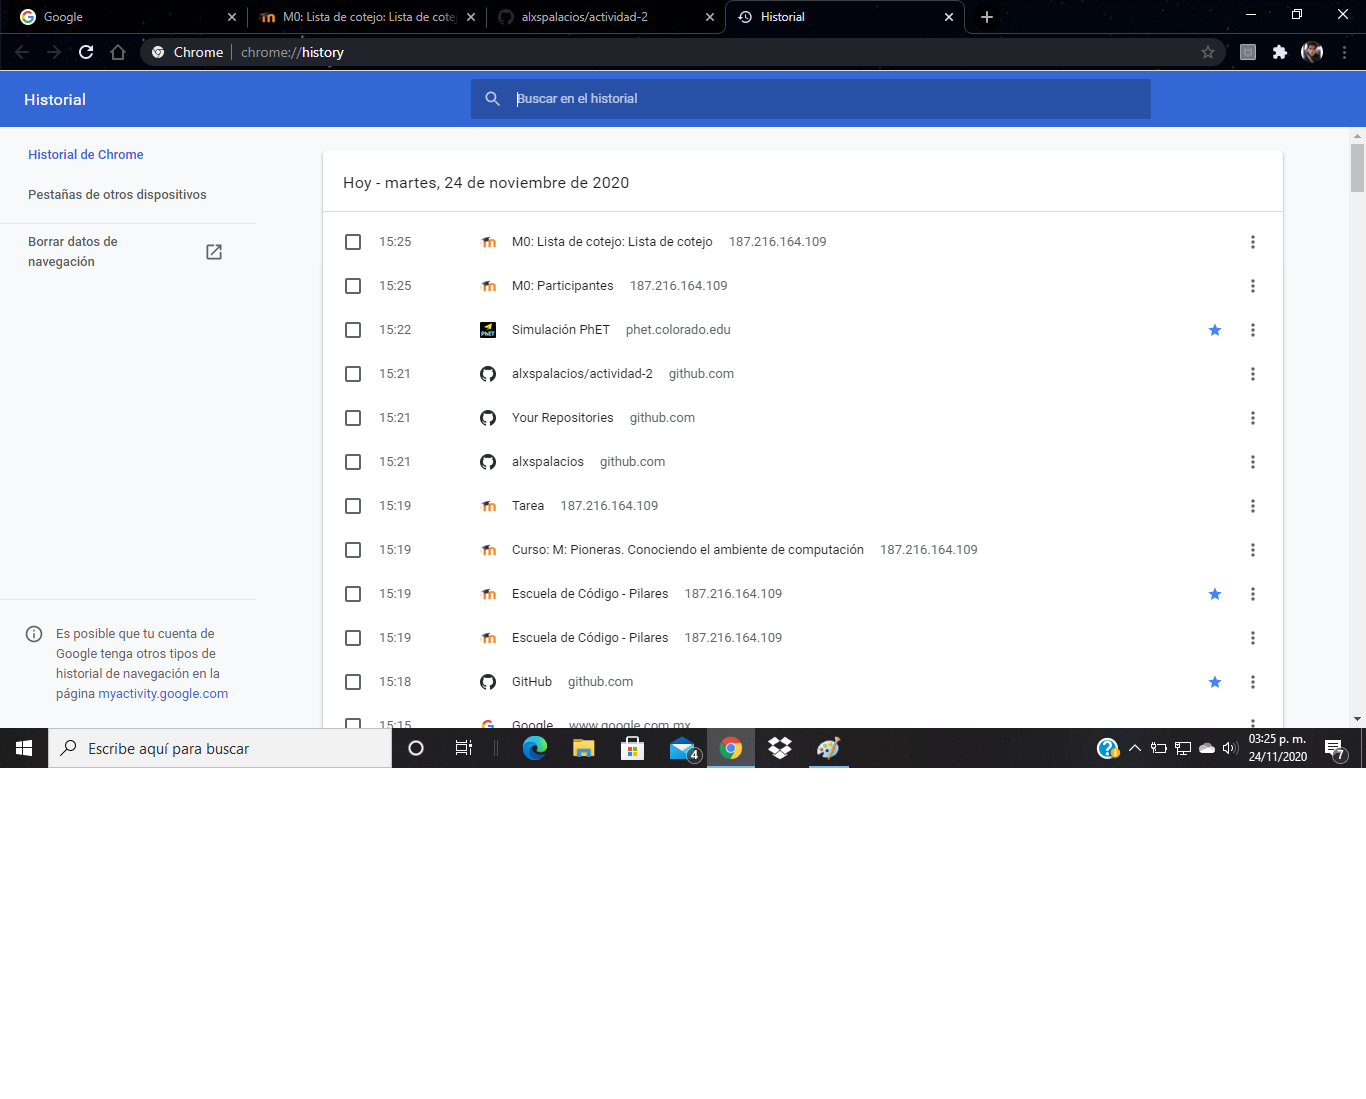 Google
M0: Lista de cotejo: Lista de cote
alxspalacios/actividad-2
Historial
Chrome
chrome://history
Historial
Buscar en el historial
Historial de Chrome
Pestañas de otros dispositivos
Borrar datos de
navegación
Es posible que tu cuenta de
Google tenga otros tipos de
historial de navegación en la
página myactivity.google.com
Hoy - martes, 24 de noviembre de 2020
15:25 M0: Lista de cotejo: Lista de cotejo 187.216.164.109
15:25 M0: Participantes 187.216.164.109
15:22 PhET Simulación PhET phet.colorado.edu
15:21 alxspalacios/actividad-2 github.com
15:21 Your Repositories github.com
15:21 alxspalacios github.com
15:19 Tarea 187.216.164.109
15:19 Curso: M: Pioneras. Conociendo el ambiente de computación 187.216.164.109
15:19 Escuela de Código - Pilares 187.216.164.109
15:19 Escuela de Código - Pilares 187.216.164.109
15:18 GitHub github.com
15:15 Google www.google.com.mx
Escribe aquí para buscar
4
03:25 p. m.
24/11/2020
7